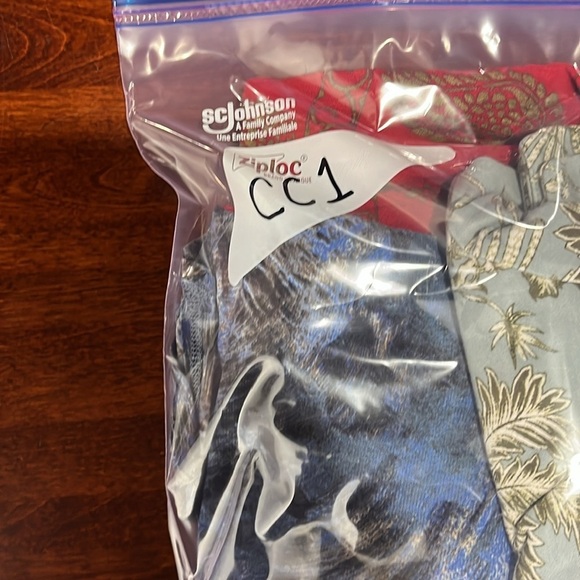 scJohnson
A Family Company
Une Entreprise Familiale
Ziploc®
CC1